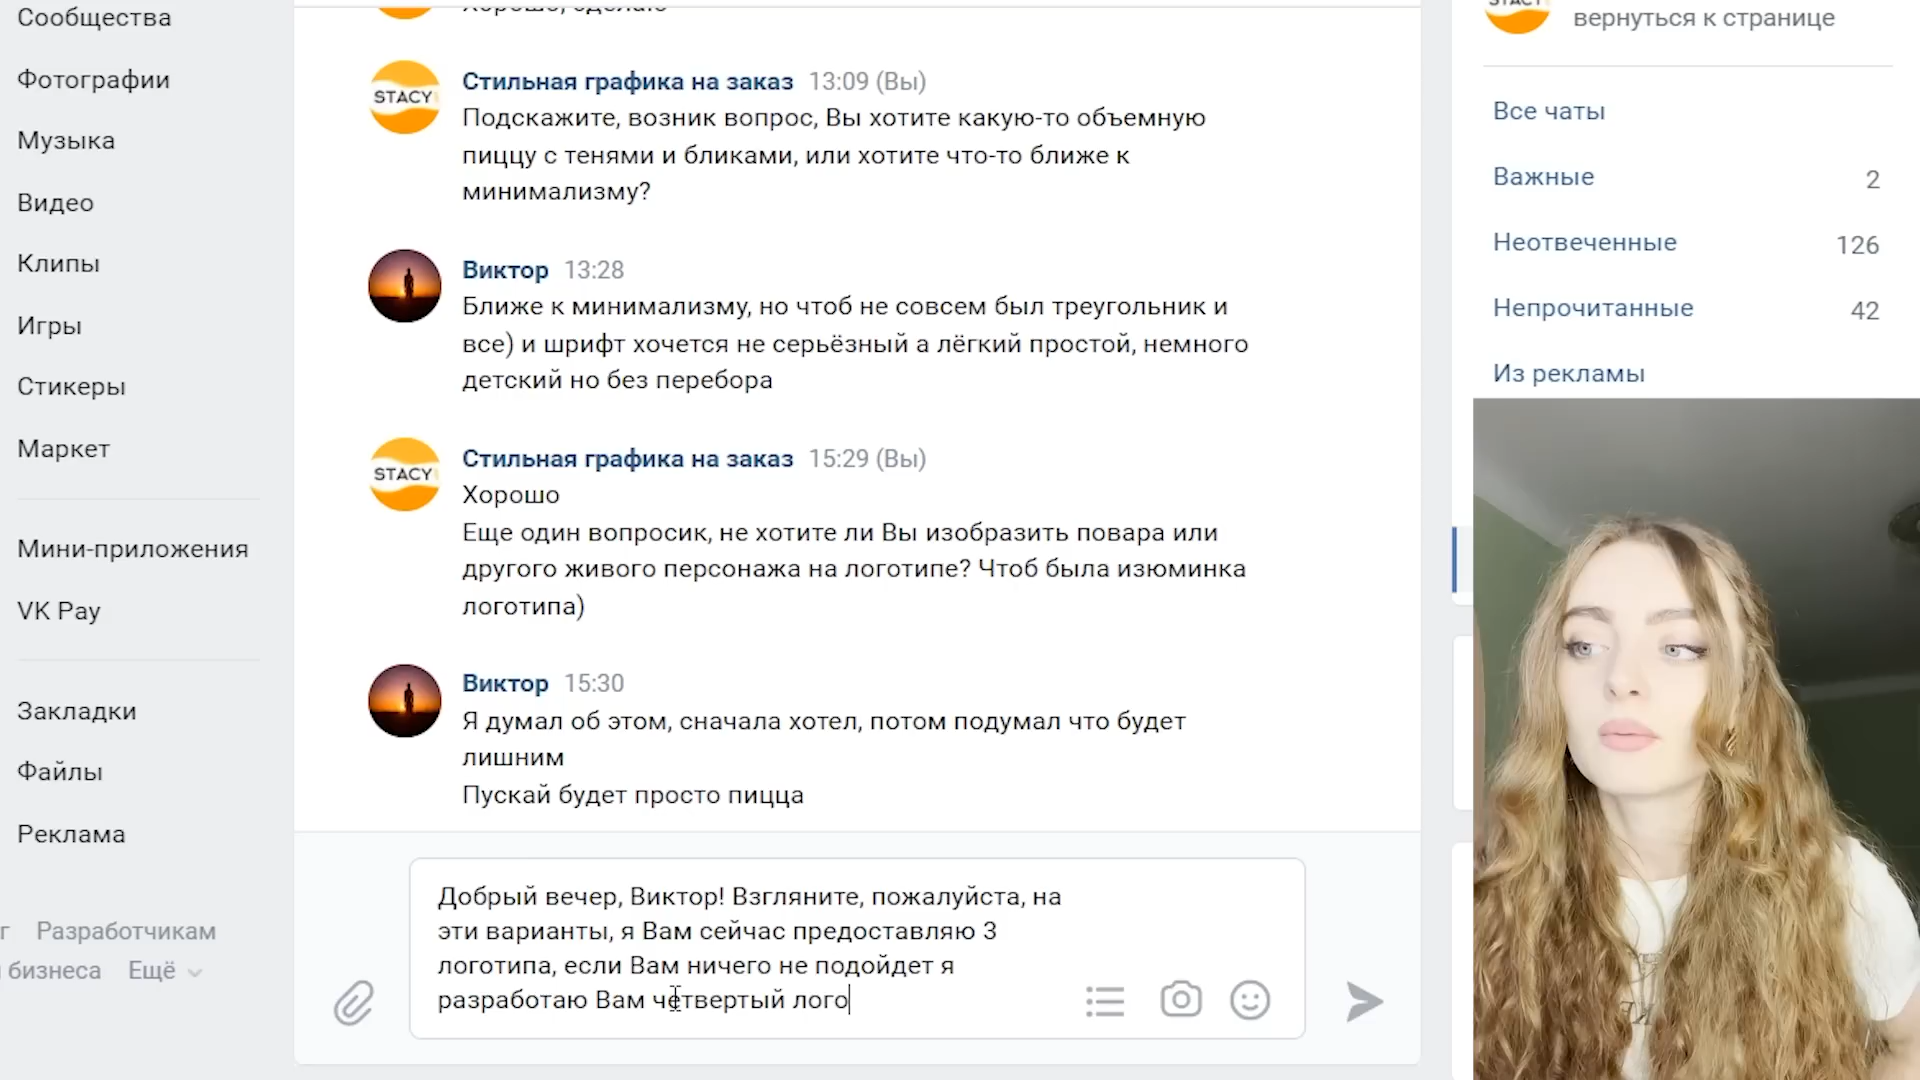 Сообщества
Фотографии
Музыка
Видео
Клипы
Игры
Стикеры
Маркет
Мини-приложения
VK Pay
Закладки
Файлы
Реклама
г Разработчикам
бизнеса Ещё
Хорошо, сделаю
STACY
Стильная графика на заказ 13:09 (Вы)
Подскажите, возник вопрос, Вы хотите какую-то объемную
пиццу с тенями и бликами, или хотите что-то ближе к
минимализму?
Виктор 13:28
Ближе к минимализму, но чтоб не совсем был треугольник и
все) и шрифт хочется не серьёзный а лёгкий простой, немного
детский но без перебора
STACY
Стильная графика на заказ 15:29 (Вы)
Хорошо
Еще один вопросик, не хотите ли Вы изобразить повара или
другого живого персонажа на логотипе? Чтоб была изюминка
логотипа)
Виктор 15:30
Я думал об этом, сначала хотел, потом подумал что будет
лишним
Пускай будет просто пицца
Добрый вечер, Виктор! Взгляните, пожалуйста, на
эти варианты, я Вам сейчас предоставляю 3
логотипа, если Вам ничего не подойдет я
разработаю Вам четвертый лого
STACY
вернуться к странице
Все чаты
Важные 2
Неотвеченные 126
Непрочитанные 42
Из рекламы